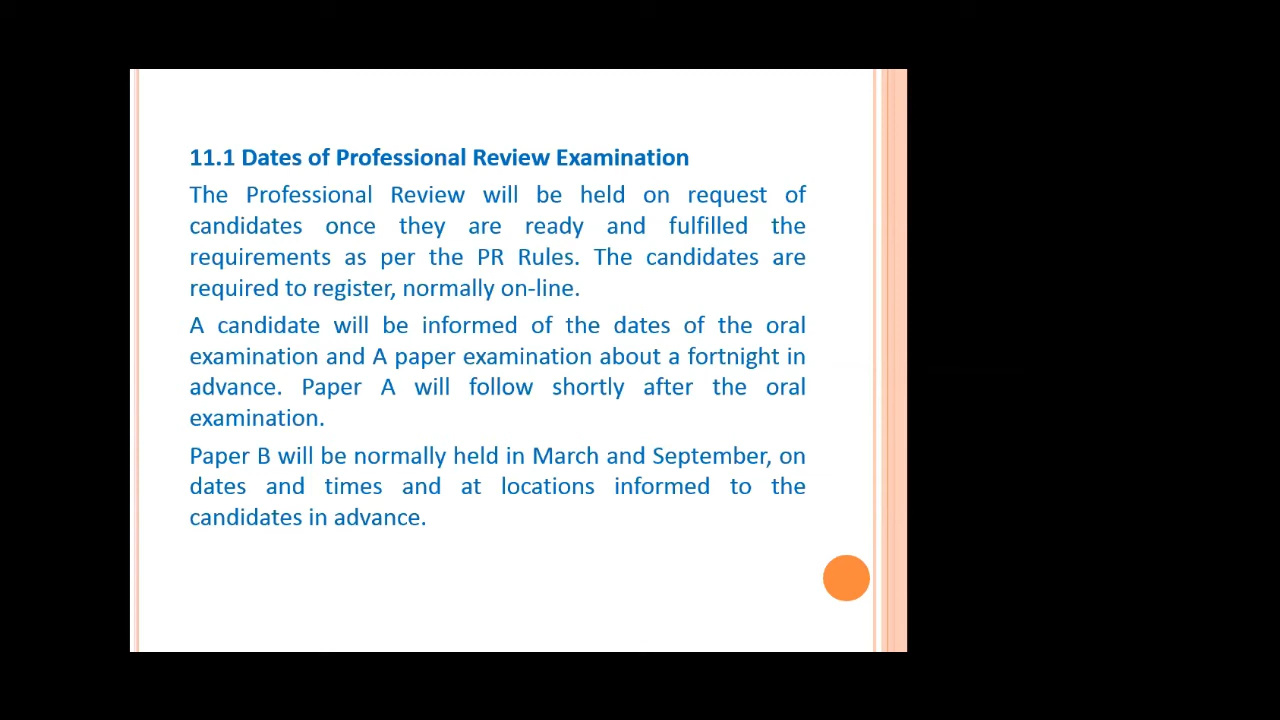 11.1 Dates of Professional Review Examination
The Professional Review will be held on request of
candidates once they are ready and fulfilled the
requirements as per the PR Rules. The candidates are
required to register, normally on-line.
A candidate will be informed of the dates of the oral
examination and A paper examination about a fortnight in
advance. Paper A will follow shortly after the oral
examination.
Paper B will be normally held in March and September, on
dates and times and at locations informed to the
candidates in advance.